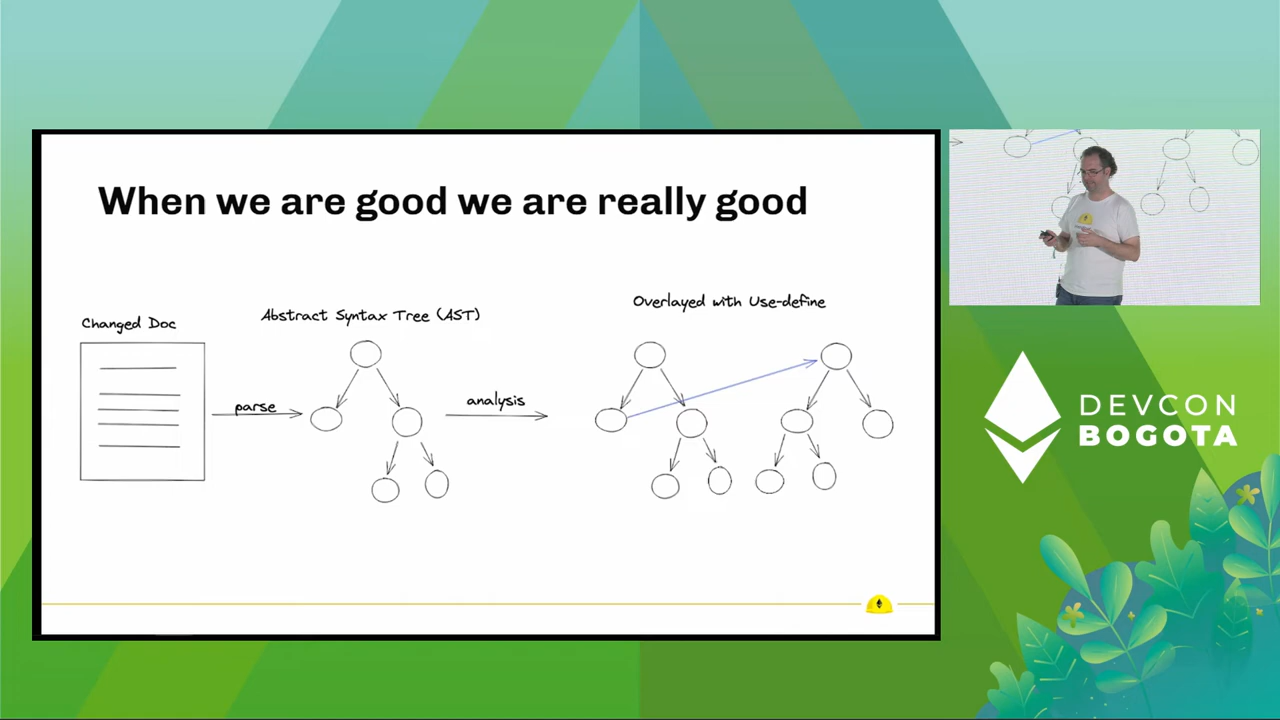 When we are good we are really good
Changed Doc
Abstract Syntax Tree (AST)
Overlayed with Use-define
parse
analysis
DEVCON
BOGOTA